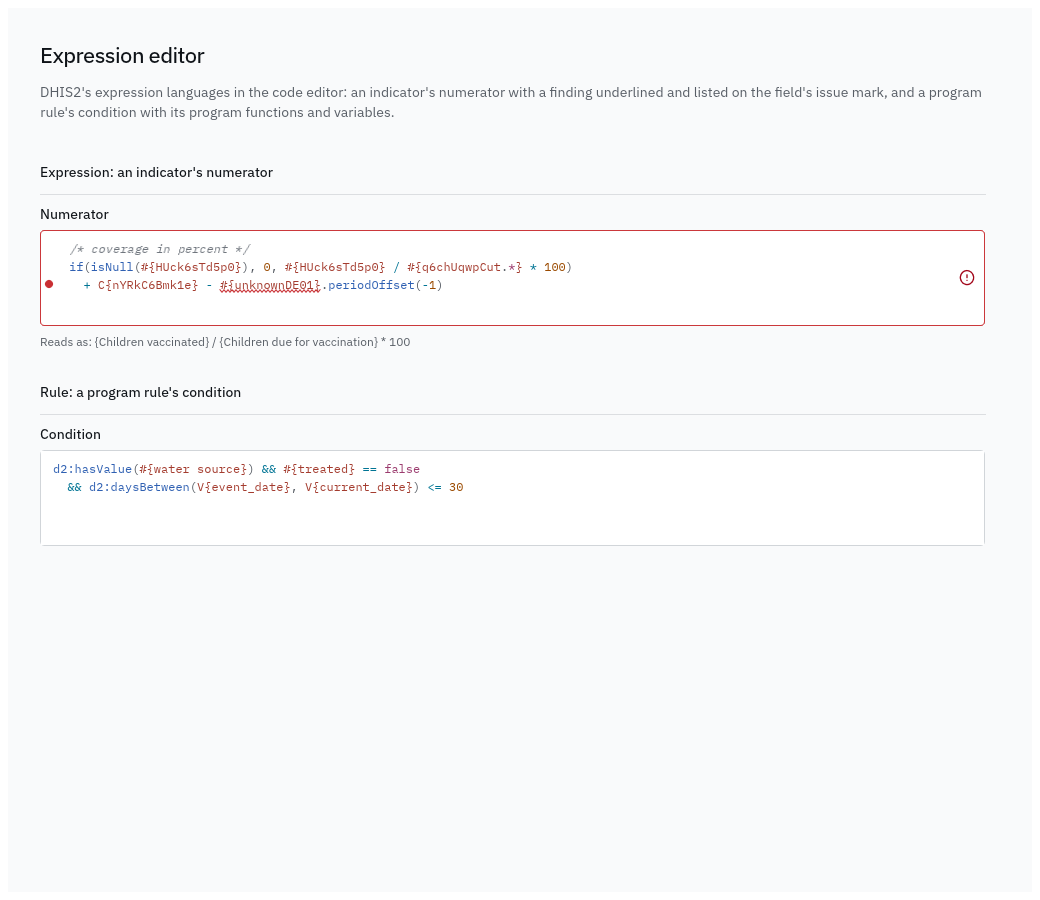 Expression editor
DHIS2's expression languages in the code editor: an indicator's numerator with a finding underlined and listed on the field's issue mark, and a program
rule's condition with its program functions and variables.
Expression: an indicator's numerator
Numerator
/* coverage in percent */
if(isNull(#{HUck6sTd5p0}), 0, #{HUck6sTd5p0} / #{q6chUqwpCut.*} * 100)
+ C{nYRkC6Bmk1e} - #{unknownDE01}.periodOffset(-1)
Reads as: {Children vaccinated} / {Children due for vaccination} * 100
Rule: a program rule's condition
Condition
d2:hasValue(#{water source}) && #{treated} == false
&& d2:daysBetween(V{event_date}, V{current_date}) <= 30